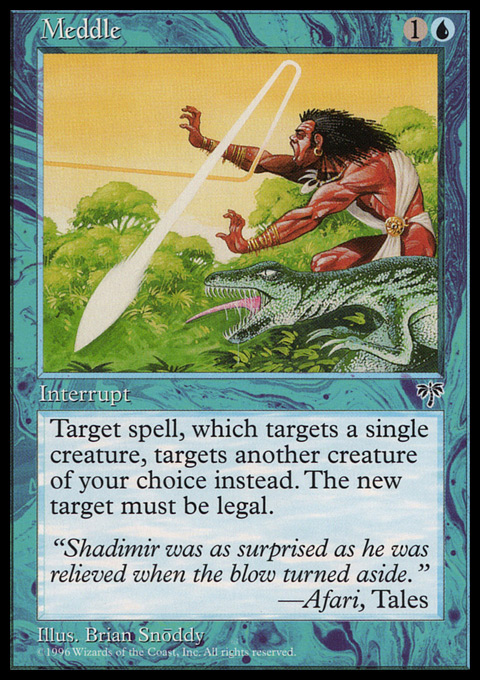 Meddle 1
Interrupt
Target spell, which targets a single
creature, targets another creature
of your choice instead. The new
target must be legal.
“Shadimir was as surprised as he was
relieved when the blow turned aside.”
—Afari, Tales
Illus. Brian Snōddy
©1996 Wizards of the Coast, Inc. All rights reserved.